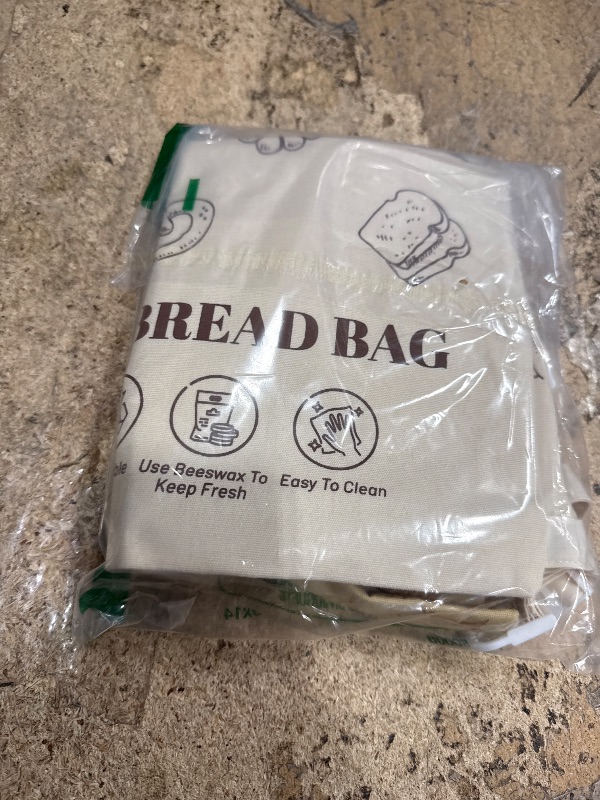 BREAD BAG
Use Beeswax To
Keep Fresh
Easy To Clean